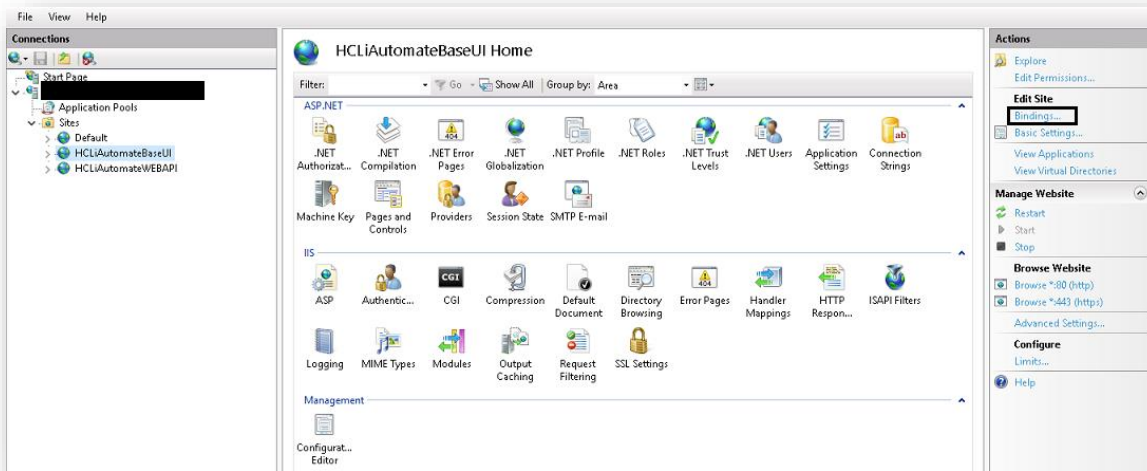 File View Help
Connections
Start Page
Application Pools
Sites
Default
HCLiAutomateBaseUI
HCLiAutomateWEBAPI
HCLiAutomateBaseUI Home
Filter: Go Show All Group by: Area
ASP.NET
.NET Authorizat... .NET Compilation .NET Error Pages .NET Globalization .NET Profile .NET Roles .NET Trust Levels .NET Users Application Settings Connection Strings
Machine Key Pages and Controls Providers Session State SMTP E-mail
IIS
ASP Authentic... CGI Compression Default Document Directory Browsing Error Pages Handler Mappings HTTP Respon... ISAPI Filters
Logging MIME Types Modules Output Caching Request Filtering SSL Settings
Management
Configurat... Editor
Actions
Explore
Edit Permissions...
Edit Site
Bindings...
Basic Settings...
View Applications
View Virtual Directories
Manage Website
Restart
Start
Stop
Browse Website
Browse *:80 (http)
Browse *:443 (https)
Advanced Settings...
Configure
Limits...
Help